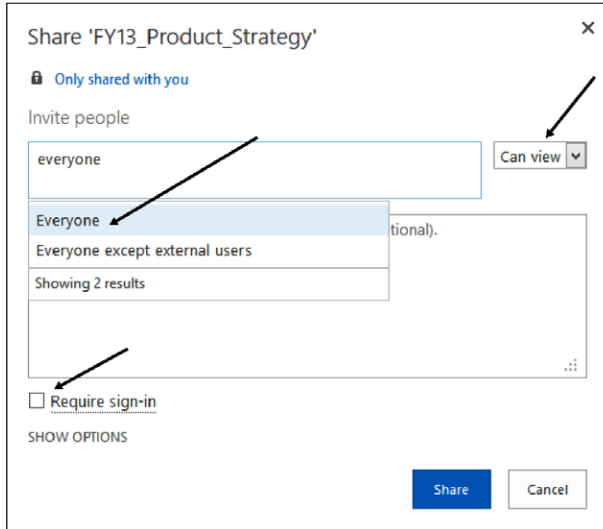 Share 'FY13_Product_Strategy'
Only shared with you
Invite people
everyone
Can view
Everyone
tional).
Everyone except external users
Showing 2 results
Require sign-in
SHOW OPTIONS
Share Cancel